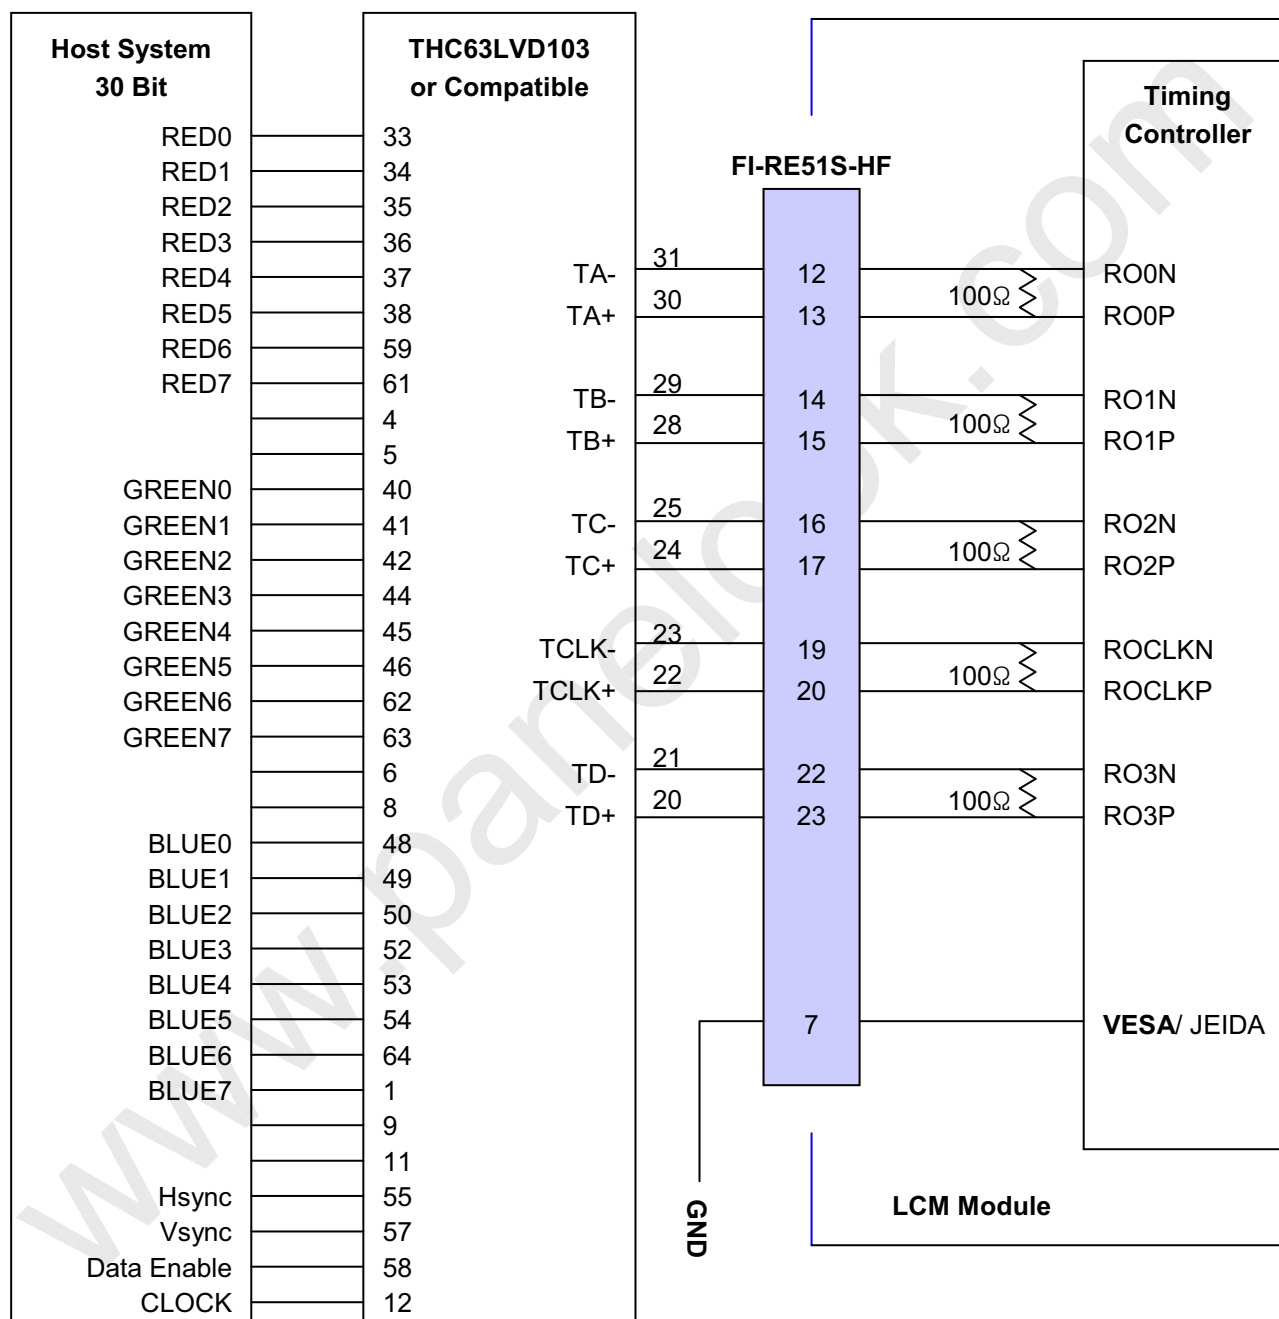 Host System
30 Bit
RED0
RED1
RED2
RED3
RED4
RED5
RED6
RED7
GREEN0
GREEN1
GREEN2
GREEN3
GREEN4
GREEN5
GREEN6
GREEN7
BLUE0
BLUE1
BLUE2
BLUE3
BLUE4
BLUE5
BLUE6
BLUE7
Hsync
Vsync
Data Enable
CLOCK
THC63LVD103
or Compatible
33
34
35
36
37
38
59
61
4
5
40
41
42
44
45
46
62
63
6
8
48
49
50
52
53
54
64
1
9
11
55
57
58
12
TA-
TA+
TB-
TB+
TC-
TC+
TCLK-
TCLK+
TD-
TD+
31
30
29
28
25
24
23
22
21
20
FI-RE51S-HF
12
13
14
15
16
17
19
20
22
23
7
100Ω
100Ω
100Ω
100Ω
100Ω
Timing
Controller
RO0N
RO0P
RO1N
RO1P
RO2N
RO2P
ROCLKN
ROCLKP
RO3N
RO3P
VESA/ JEIDA
GND
LCM Module
www.panelook.com